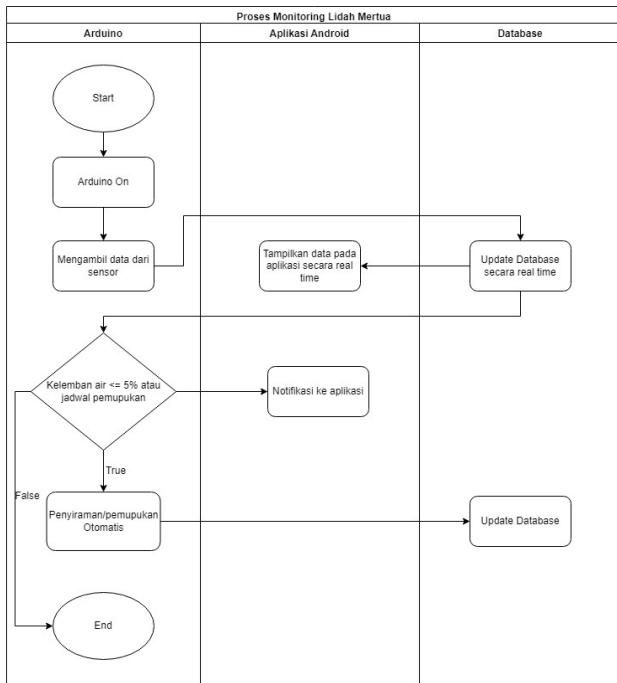 Proses Monitoring Lidah Mertua
Arduino
Aplikasi Android
Database
Start
Arduino On
Mengambil data dari
sensor
Tampilkan data pada
aplikasi secara real
time
Update Database
secara real time
Kelemban air <= 5% atau
jadwal pemupukan
Notifikasi ke aplikasi
True
False
Penyiraman/pemupukan
Otomatis
Update Database
End